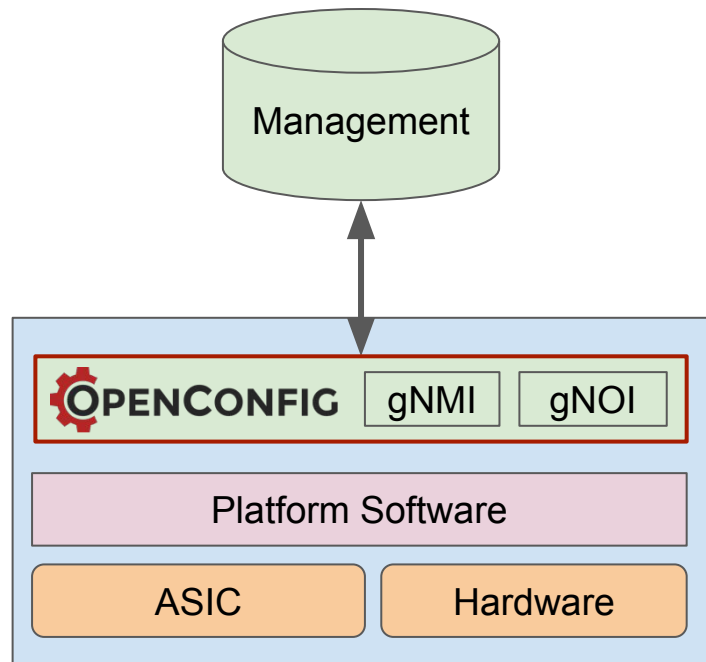 Management
OPENCONFIG gNMI gNOI
Platform Software
ASIC Hardware